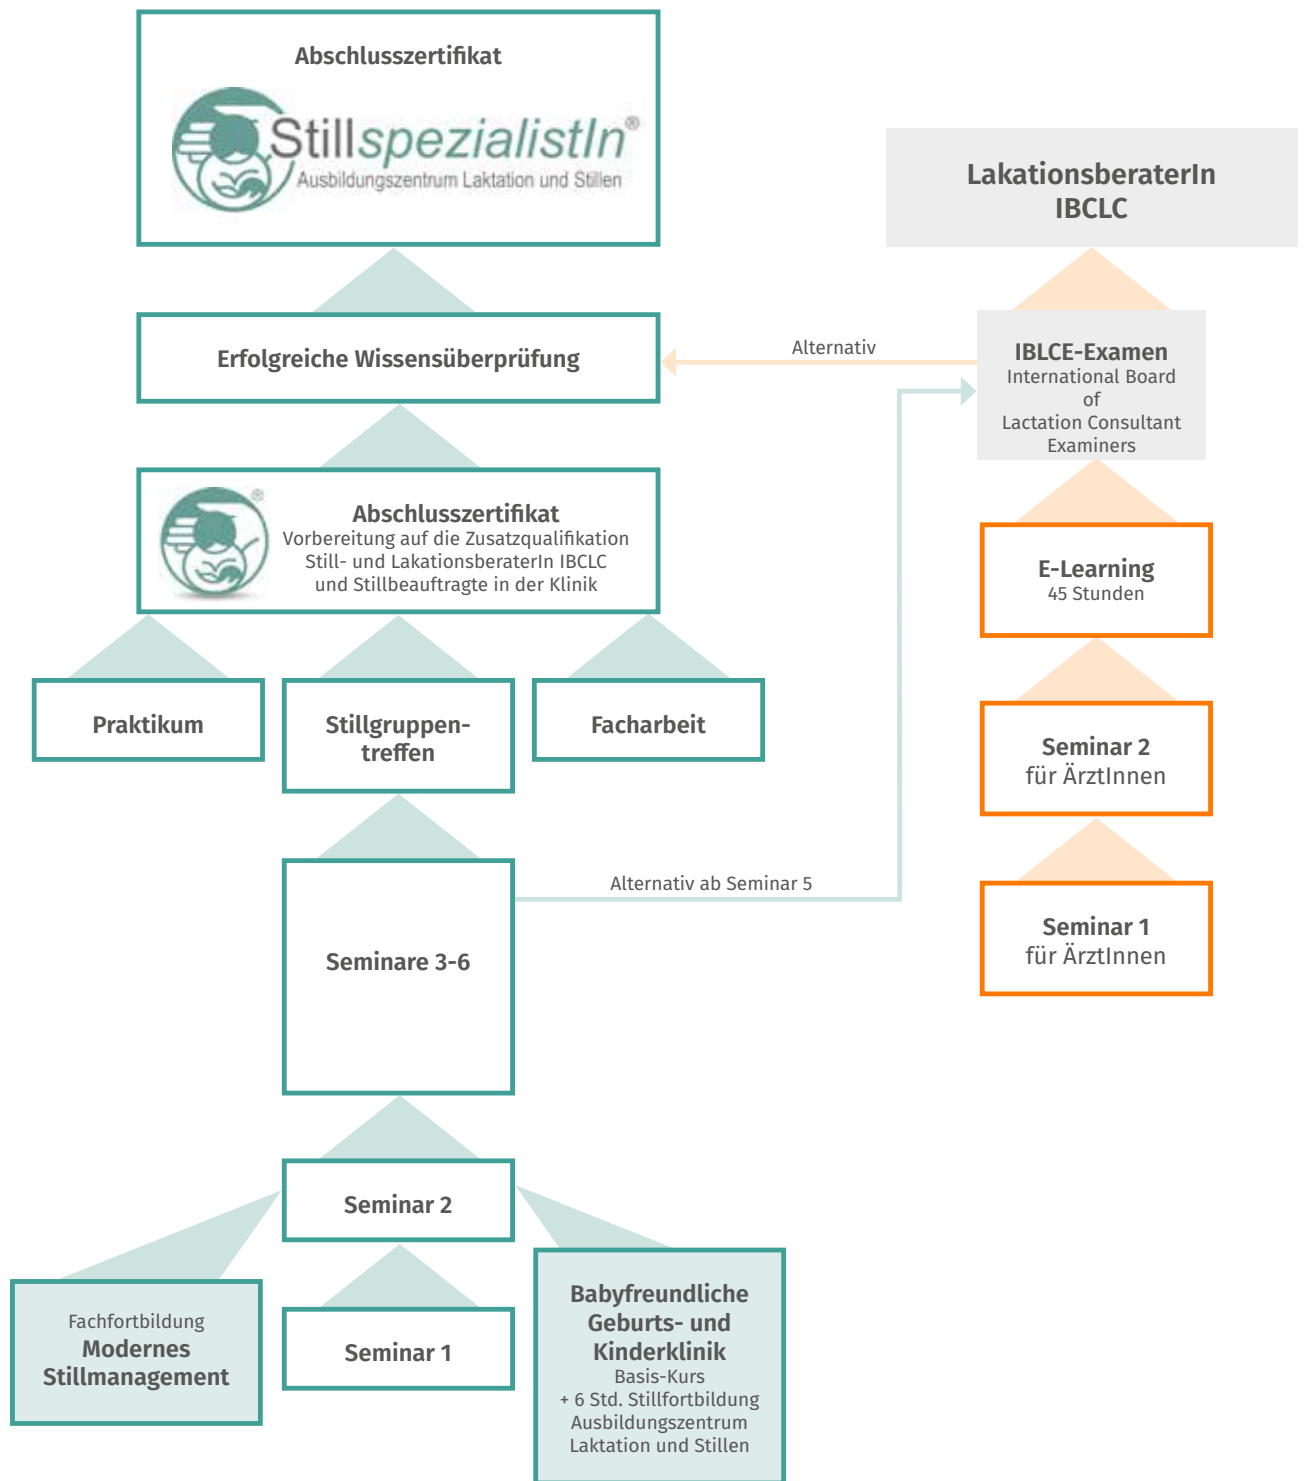 Abschlusszertifikat
StillspezialistIn®
Ausbildungszentrum Laktation und Stillen
LakationsberaterIn
IBCLC
Erfolgreiche Wissensüberprüfung
Alternativ
IBLCE-Examen
International Board
of
Lactation Consultant
Examiners
®
Abschlusszertifikat
Vorbereitung auf die Zusatzqualifikation
Still- und LakationsberaterIn IBCLC
und Stillbeauftragte in der Klinik
E-Learning
45 Stunden
Praktikum
Stillgruppen-
treffen
Facharbeit
Seminar 2
für ÄrztInnen
Alternativ ab Seminar 5
Seminare 3-6
Seminar 1
für ÄrztInnen
Seminar 2
Fachfortbildung
Modernes
Stillmanagement
Seminar 1
Babyfreundliche
Geburts- und
Kinderklinik
Basis-Kurs
+ 6 Std. Stillfortbildung
Ausbildungszentrum
Laktation und Stillen